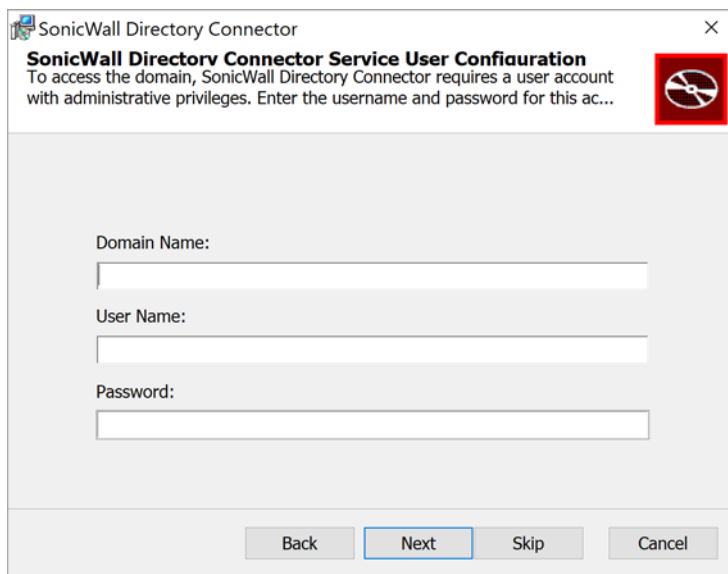 SonicWall Directory Connector
SonicWall Directory Connector Service User Configuration
To access the domain, SonicWall Directory Connector requires a user account
with administrative privileges. Enter the username and password for this ac...
Domain Name:
User Name:
Password:
Back Next Skip Cancel